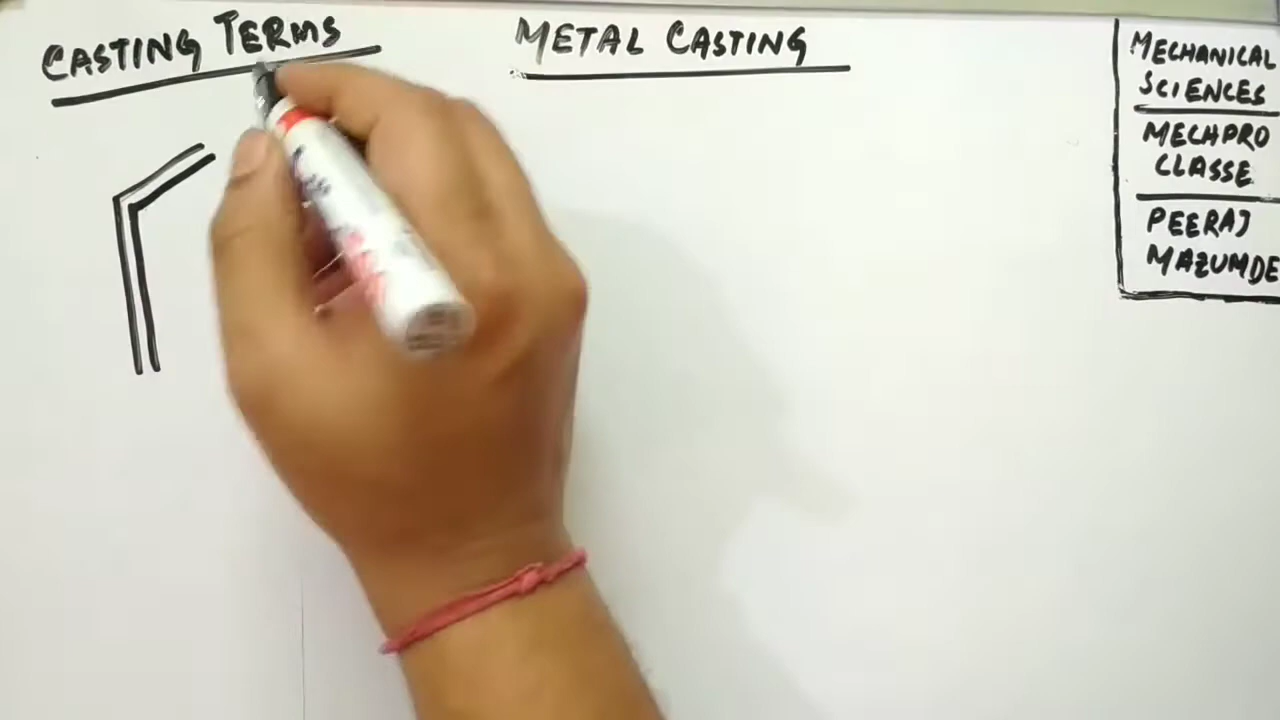 CASTING TERMS
METAL CASTING
MECHANICAL
SCIENCES
MECHPRO
CLASSE
PEERAJ
MAZUMDE